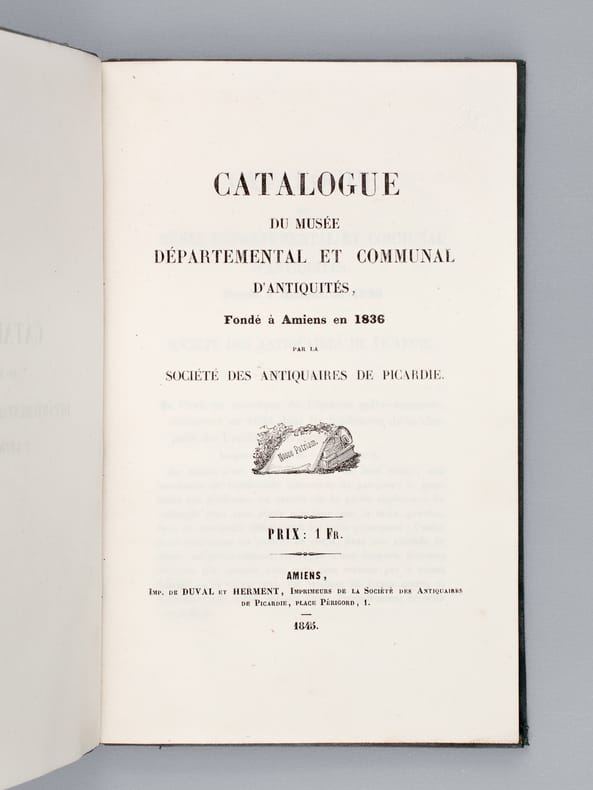 CATALOGUE
DU MUSÉE
DÉPARTEMENTAL ET COMMUNAL
D'ANTIQUITÉS,
Fondé à Amiens en 1836
PAR LA
SOCIÉTÉ DES ANTIQUAIRES DE PICARDIE.
Nosce Patriam.
PRIX : 1 FR.
AMIENS,
IMP. DE DUVAL ET HERMENT, IMPRIMEURS DE LA SOCIÉTÉ DES ANTIQUAIRES
DE PICARDIE, PLACE PÉRIGORD, 1.
1845.